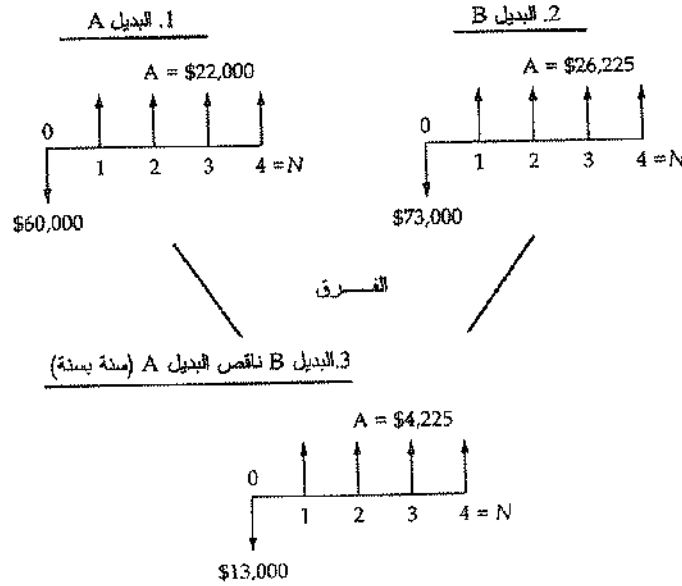 1. البديل A
A = $22,000
0
1 2 3 4 = N
$60,000
2. البديل B
A = $26,225
0
1 2 3 4 = N
$73,000
الفـــــرق
3.البديل B ناقص البديل A (سنة بسنة)
A = $4,225
0
1 2 3 4 = N
$13,000